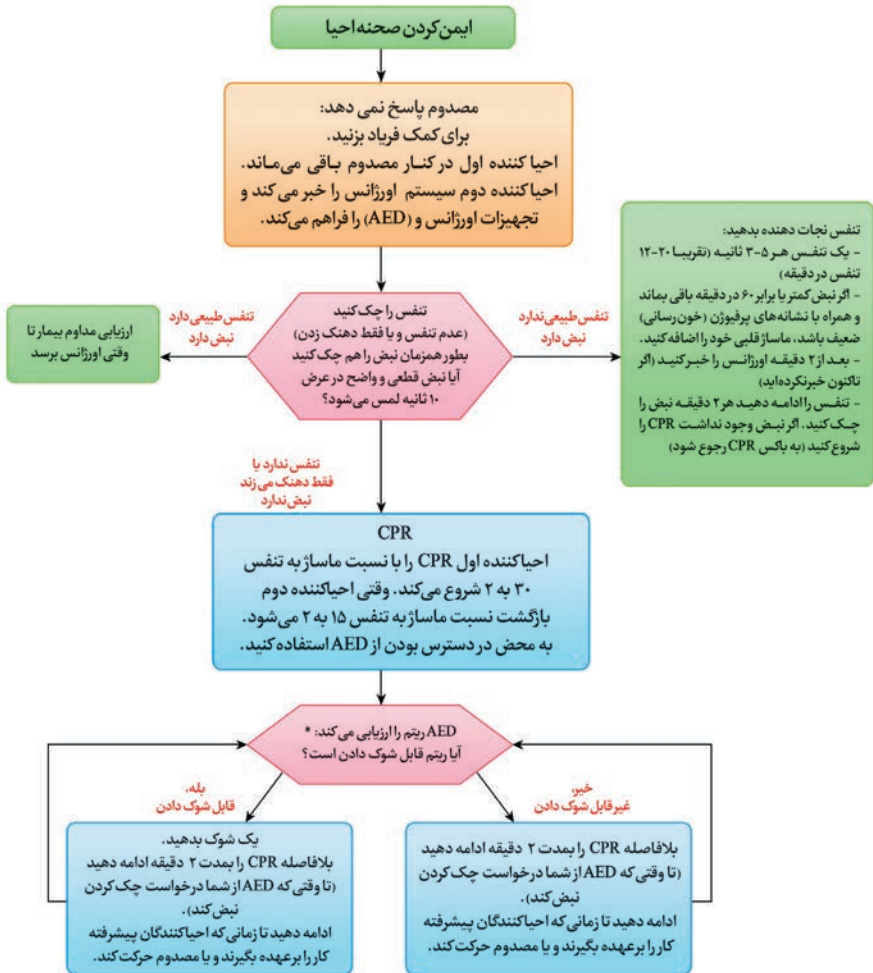 ایمن کردن صحنه احیا
مصدوم پاسخ نمی دهد:
برای کمک فریاد بزنید.
احیا کننده اول در کنار مصدوم باقی می‌ماند.
احیا کننده دوم سیستم اورژانس را خبر می کند و
تجهیزات اورژانس و (AED) را فراهم می‌کند.
تنفس نجات دهنده بدهید:
- یک تنفس هر ۵-۳ ثانیه (تقریبا ۲۰-۱۲
تنفس در دقیقه)
- اگر نبض کمتر یا برابر ۶۰ در دقیقه باقی بماند
و همراه با نشانه های پرفیوژن (خون رسانی)
ضعیف باشد، ماساژ قلبی خود را اضافه کنید.
- بعد از ۲ دقیقه اورژانس را خبر کنید (اگر
تاکنون خبر نکرده‌اید)
- تنفس را ادامه دهید هر ۲ دقیقه نبض را
چک کنید. اگر نبض وجود نداشت CPR را
شروع کنید (به باکس CPR رجوع شود)
تنفس طبیعی ندارد
نبض دارد
تنفس را چک کنید
(عدم تنفس و یا فقط دهنک زدن)
بطور همزمان نبض را هم چک کنید
آیا نبض قطعی و واضح در عرض
۱۰ ثانیه لمس می‌شود؟
تنفس طبیعی دارد
نبض دارد
ارزیابی مداوم بیمار تا
وقتی اورژانس برسد
تنفس ندارد یا
فقط دهنک می زند
نبض ندارد
CPR
احیاکننده اول CPR را با نسبت ماساژ به تنفس
۳۰ به ۲ شروع می‌کند. وقتی احیاکننده دوم
بازگشت نسبت ماساژ به تنفس ۱۵ به ۲ می‌شود.
به محض در دسترس بودن از AED استفاده کنید.
AED ریتم را ارزیابی می کند: *
آیا ریتم قابل شوک دادن است؟
خیر،
غیر قابل شوک دادن
بله،
قابل شوک دادن
بلافاصله CPR را بمدت ۲ دقیقه ادامه دهید
(تا وقتی که AED از شما درخواست چک کردن
نبض کند).
ادامه دهید تا زمانی که احیاکنندگان پیشرفته
کار را برعهده بگیرند و یا مصدوم حرکت کند.
یک شوک بدهید.
بلافاصله CPR را بمدت ۲ دقیقه ادامه دهید
(تا وقتی که AED از شما درخواست چک کردن
نبض کند).
ادامه دهید تا زمانی که احیاکنندگان پیشرفته
کار را برعهده بگیرند و یا مصدوم حرکت کند.